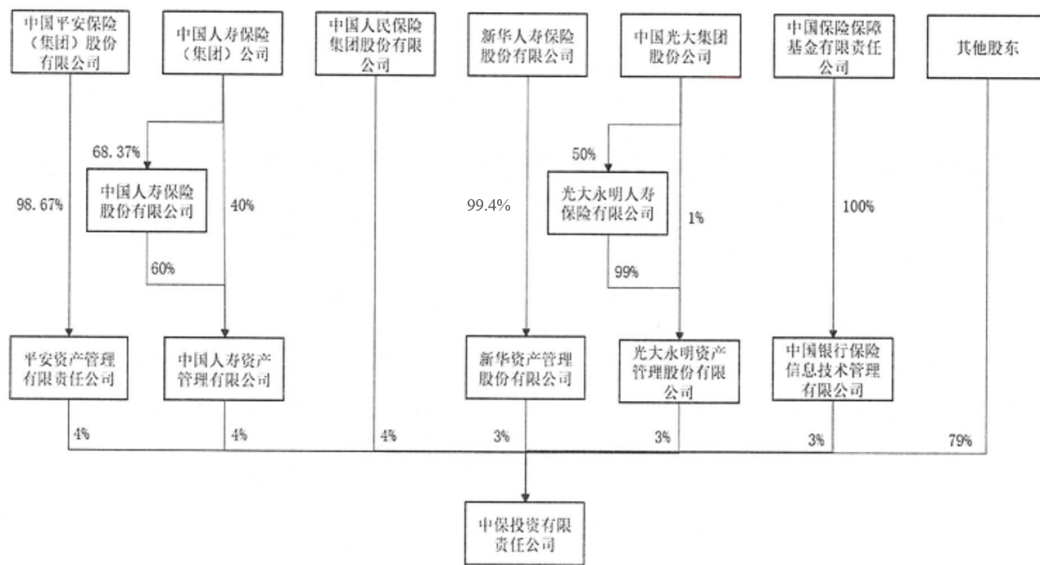 中国平安保险
（集团）股份
有限公司
中国人寿保险
（集团）公司
中国人民保险
集团股份有限
公司
新华人寿保险
股份有限公司
中国光大集团
股份公司
中国保险保障
基金有限责任
公司
其他股东
68.37%
50%
中国人寿保险
股份有限公司
光大永明人寿
保险有限公司
98.67%
40%
99.4%
1%
100%
60%
99%
平安资产管理
有限责任公司
中国人寿资产
管理有限公司
新华资产管理
股份有限公司
光大永明资产
管理股份有限
公司
中国银行保险
信息技术管理
有限公司
4%
4%
4%
3%
3%
3%
79%
中保投资有限
责任公司